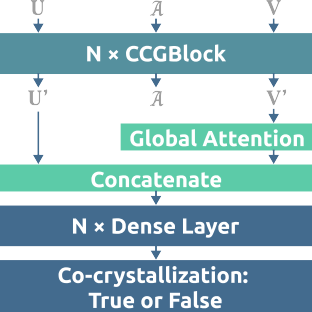 U A V
N × CCGBlock
U' A V'
Global Attention
Concatenate
N × Dense Layer
Co-crystallization:
True or False